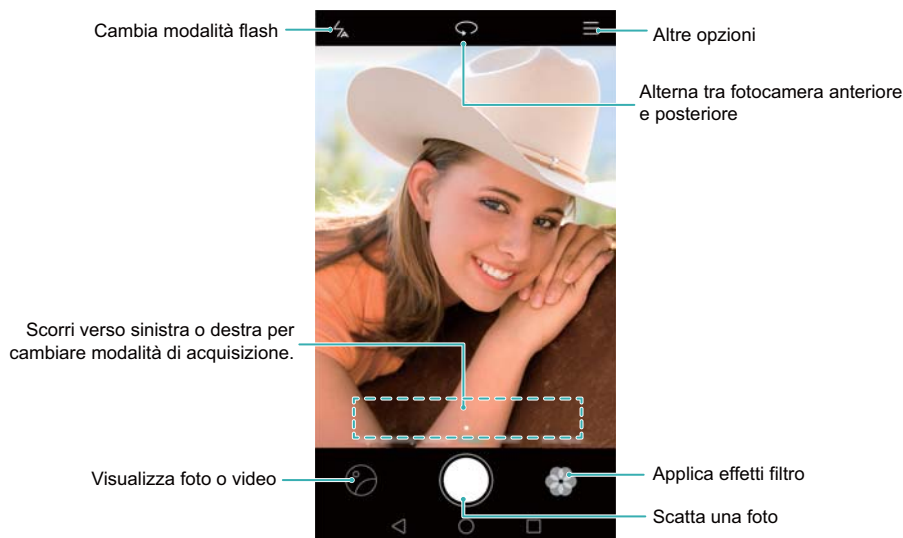 Cambia modalità flash
Altre opzioni
Alterna tra fotocamera anteriore
e posteriore
Scorri verso sinistra o destra per
cambiare modalità di acquisizione.
Visualizza foto o video
Applica effetti filtro
Scatta una foto